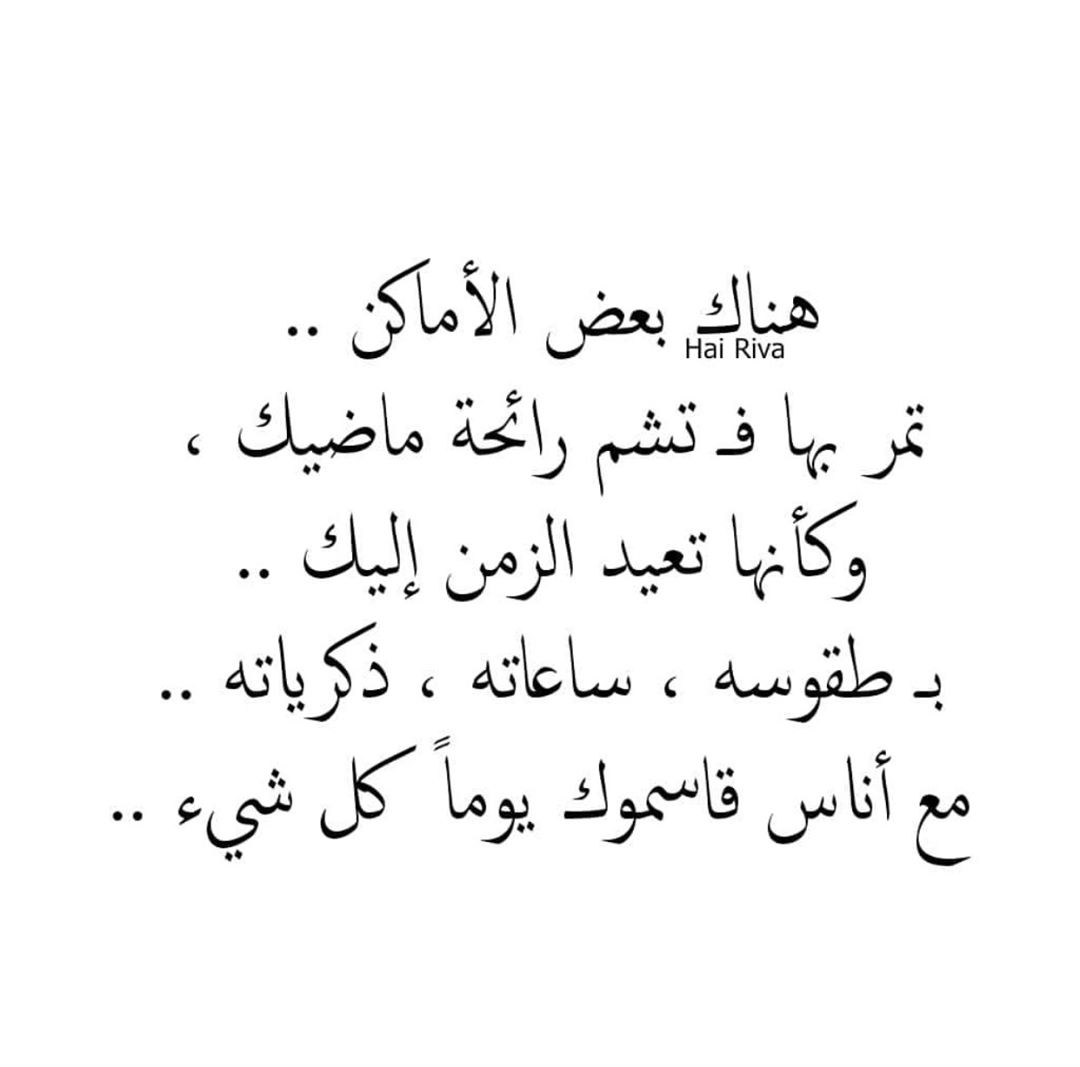 هناك بعض الأماكن ..
Hai Riva
تمر بها فـ تشم رائحة ماضيك ،
وكأنها تعيد الزمن إليك ..
بـ طقوسه ، ساعاته ، ذكرياته ..
مع أناس قاسموك يوماً كل شيء ..